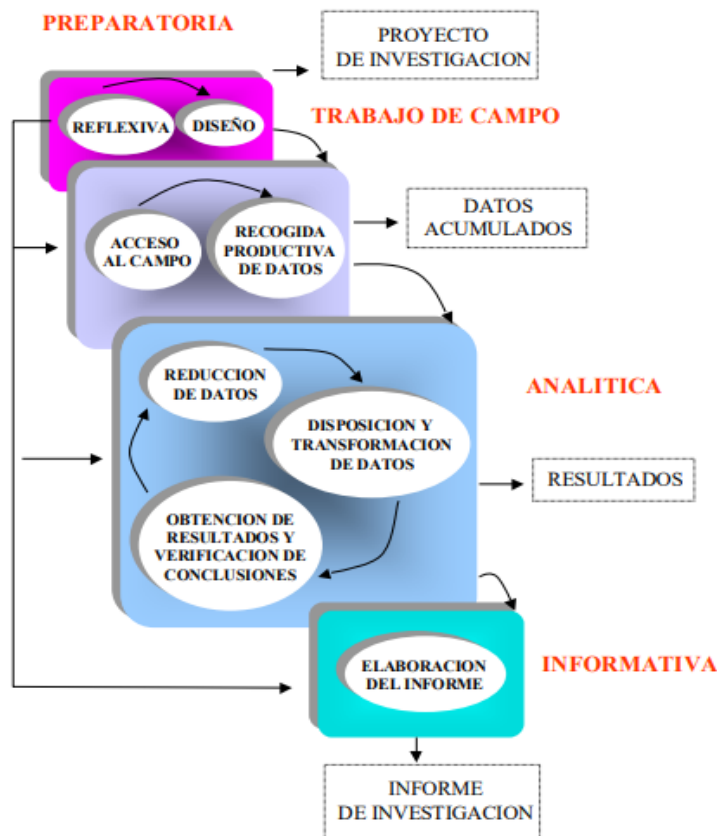 PREPARATORIA
PROYECTO
DE INVESTIGACION
REFLEXIVA
DISEÑO
TRABAJO DE CAMPO
ACCESO
AL CAMPO
RECOGIDA
PRODUCTIVA
DE DATOS
DATOS
ACUMULADOS
REDUCCION
DE DATOS
ANALITICA
DISPOSICION Y
TRANSFORMACION
DE DATOS
RESULTADOS
OBTENCION DE
RESULTADOS Y
VERIFICACION DE
CONCLUSIONES
ELABORACION
DEL INFORME
INFORMATIVA
INFORME
DE INVESTIGACION